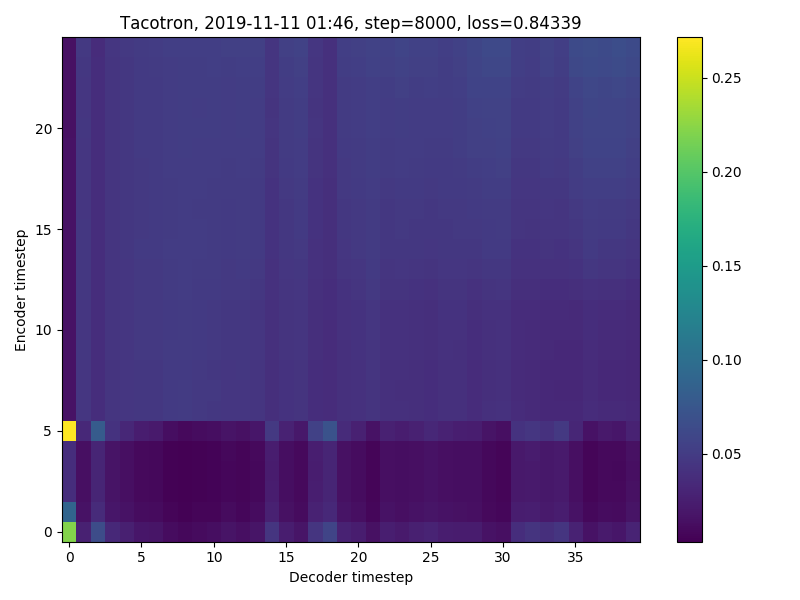 Tacotron, 2019-11-11 01:46, step=8000, loss=0.84339
Encoder timestep
20
15
10
5
0
0 5 10 15 20 25 30 35
Decoder timestep
0.25
0.20
0.15
0.10
0.05